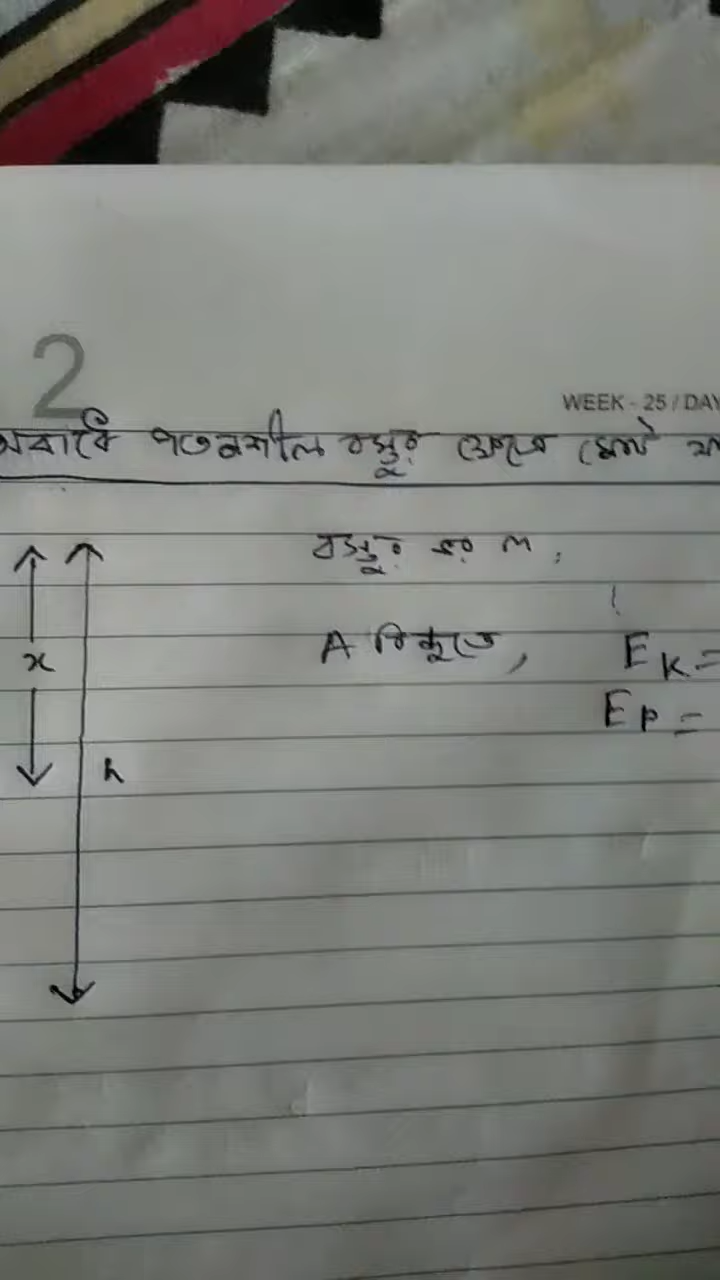 2
WEEK - 25 / DAY
অবাধে পতনশীল বস্তুর ক্ষেত্রে মোট
বস্তুর ভর m,
A বিন্দুতে, EK =
x
EP =
h